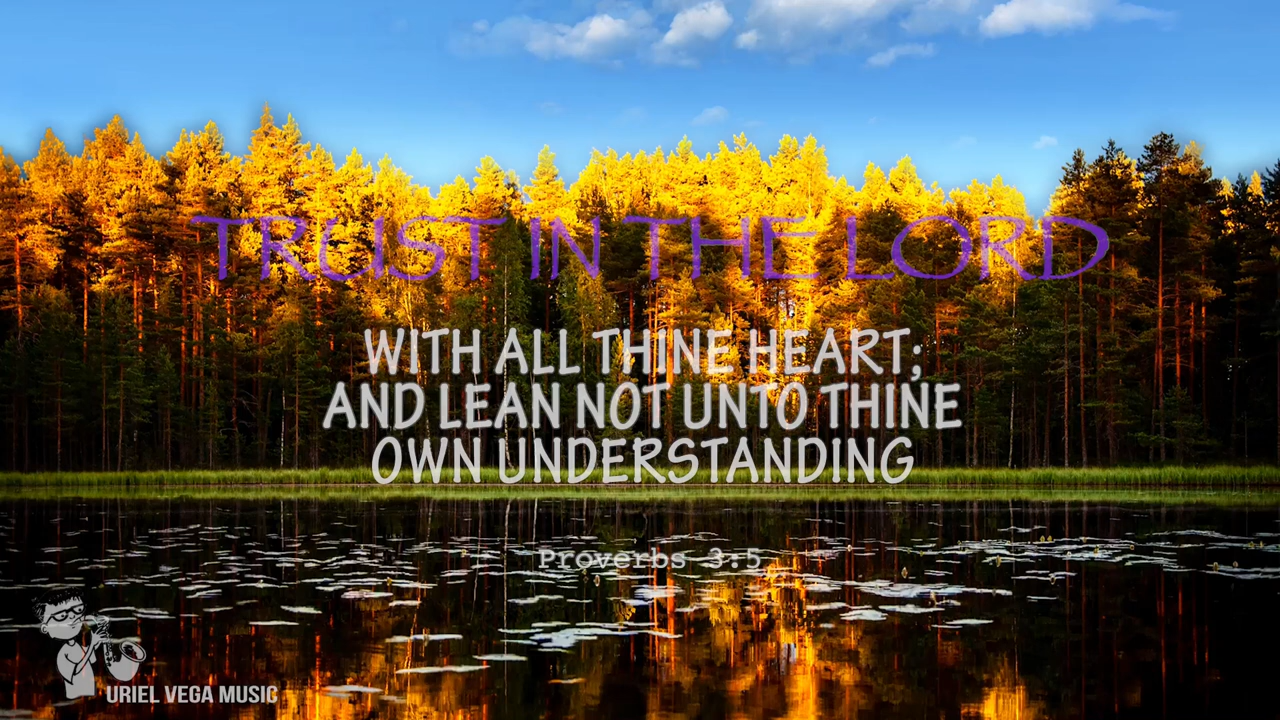 TRUST IN THE LORD
WITH ALL THINE HEART;
AND LEAN NOT UNTO THINE
OWN UNDERSTANDING
Proverbs 3:5
URIEL VEGA MUSIC